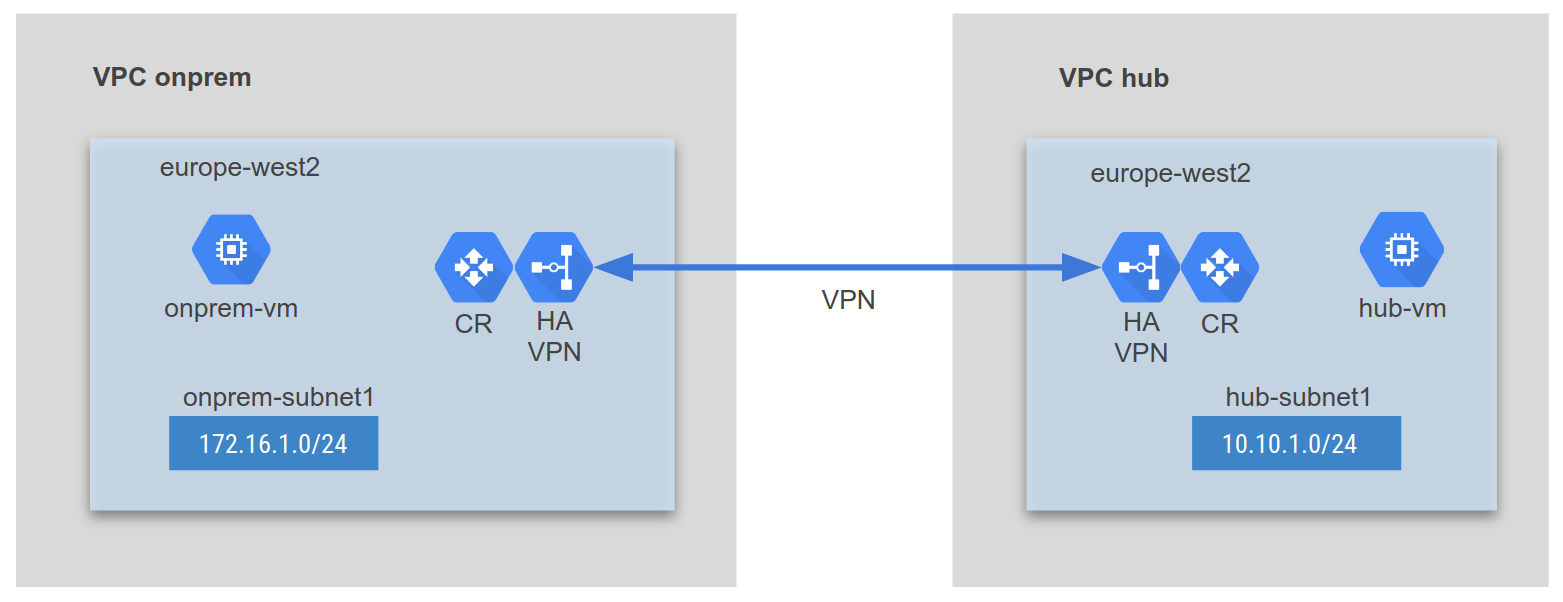 VPC onprem
europe-west2
onprem-vm
CR
HA
VPN
onprem-subnet1
172.16.1.0/24
VPN
VPC hub
europe-west2
HA
VPN
CR
hub-vm
hub-subnet1
10.10.1.0/24